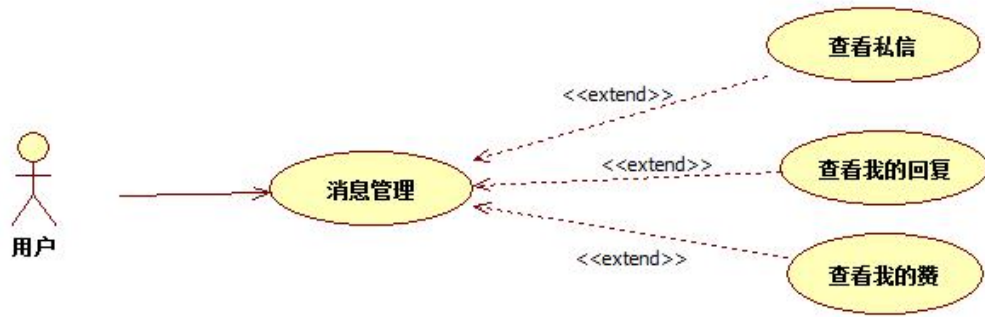 查看私信
<<extend>>
<<extend>>
查看我的回复
消息管理
用户
<<extend>>
查看我的赞